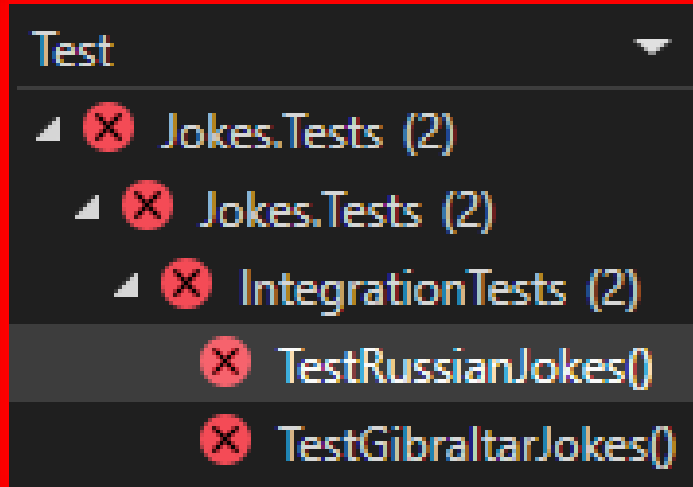 Test
Jokes.Tests (2)
Jokes.Tests (2)
IntegrationTests (2)
TestRussianJokes()
TestGibraltarJokes()